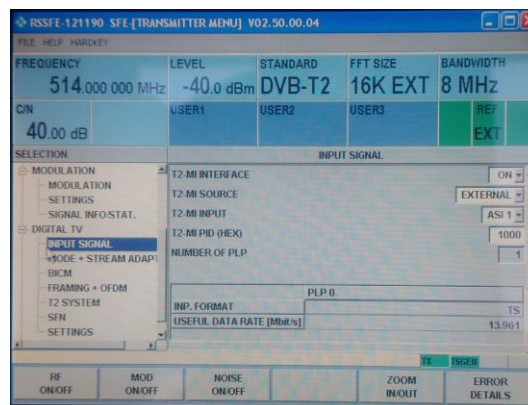 RSSFE-121190 SFE-[TRANSMITTER MENU] V02.50.00.04
FILE HELP HARDKEY
FREQUENCY LEVEL STANDARD FFT SIZE BANDWIDTH
514.000 000 MHz -40.0 dBm DVB-T2 16K EXT 8 MHz
C/N USER1 USER2 USER3 REF
40.00 dB EXT
SELECTION INPUT SIGNAL
MODULATION
MODULATION
SETTINGS
SIGNAL INFO/STAT.
DIGITAL TV
INPUT SIGNAL
MODE + STREAM ADAPT
BICM
FRAMING + OFDM
T2 SYSTEM
SFN
SETTINGS
T2-MI INTERFACE ON
T2-MI SOURCE EXTERNAL
T2-MI INPUT ASI 1
T2-MI PID (HEX) 1000
NUMBER OF PLP 1
PLP 0
INP. FORMAT TS
USEFUL DATA RATE [Mbit/s] 13.961
TX TSGEN
RF ON/OFF
MOD ON/OFF
NOISE ON/OFF
ZOOM IN/OUT
ERROR DETAILS